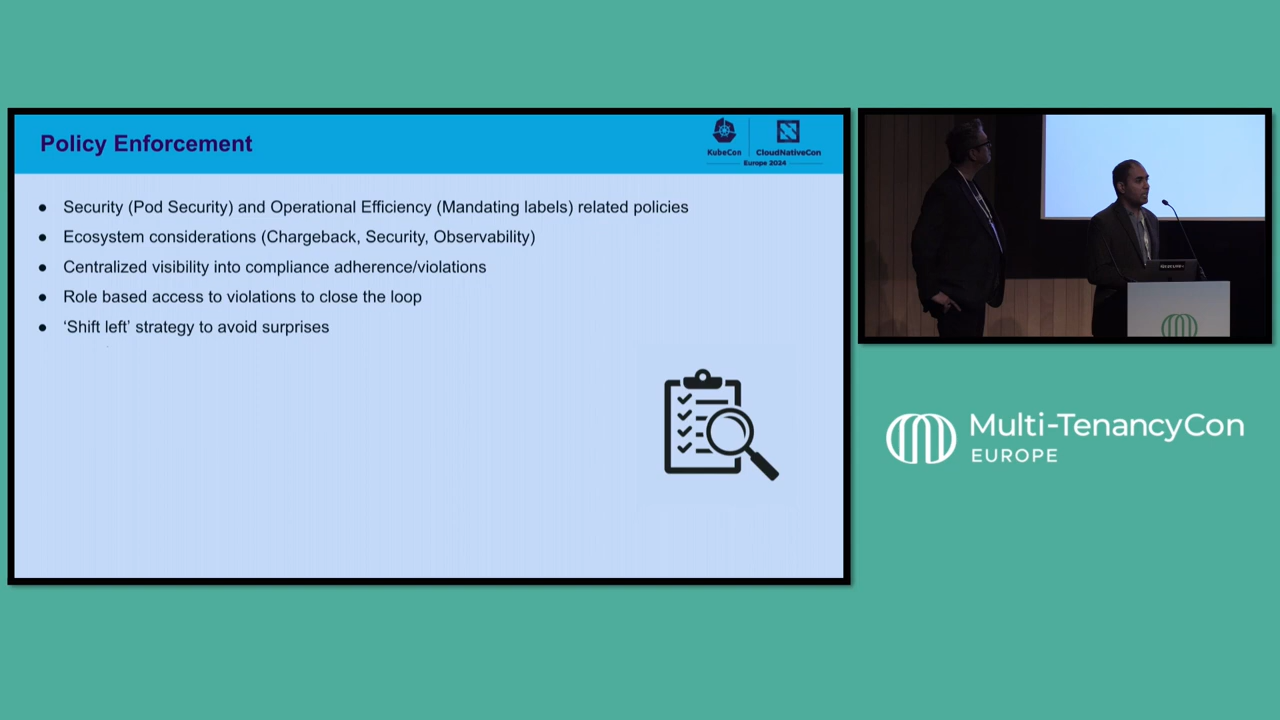 Policy Enforcement
KubeCon
CloudNativeCon
Europe 2024
● Security (Pod Security) and Operational Efficiency (Mandating labels) related policies
● Ecosystem considerations (Chargeback, Security, Observability)
● Centralized visibility into compliance adherence/violations
● Role based access to violations to close the loop
● ‘Shift left’ strategy to avoid surprises
Multi-TenancyCon
EUROPE